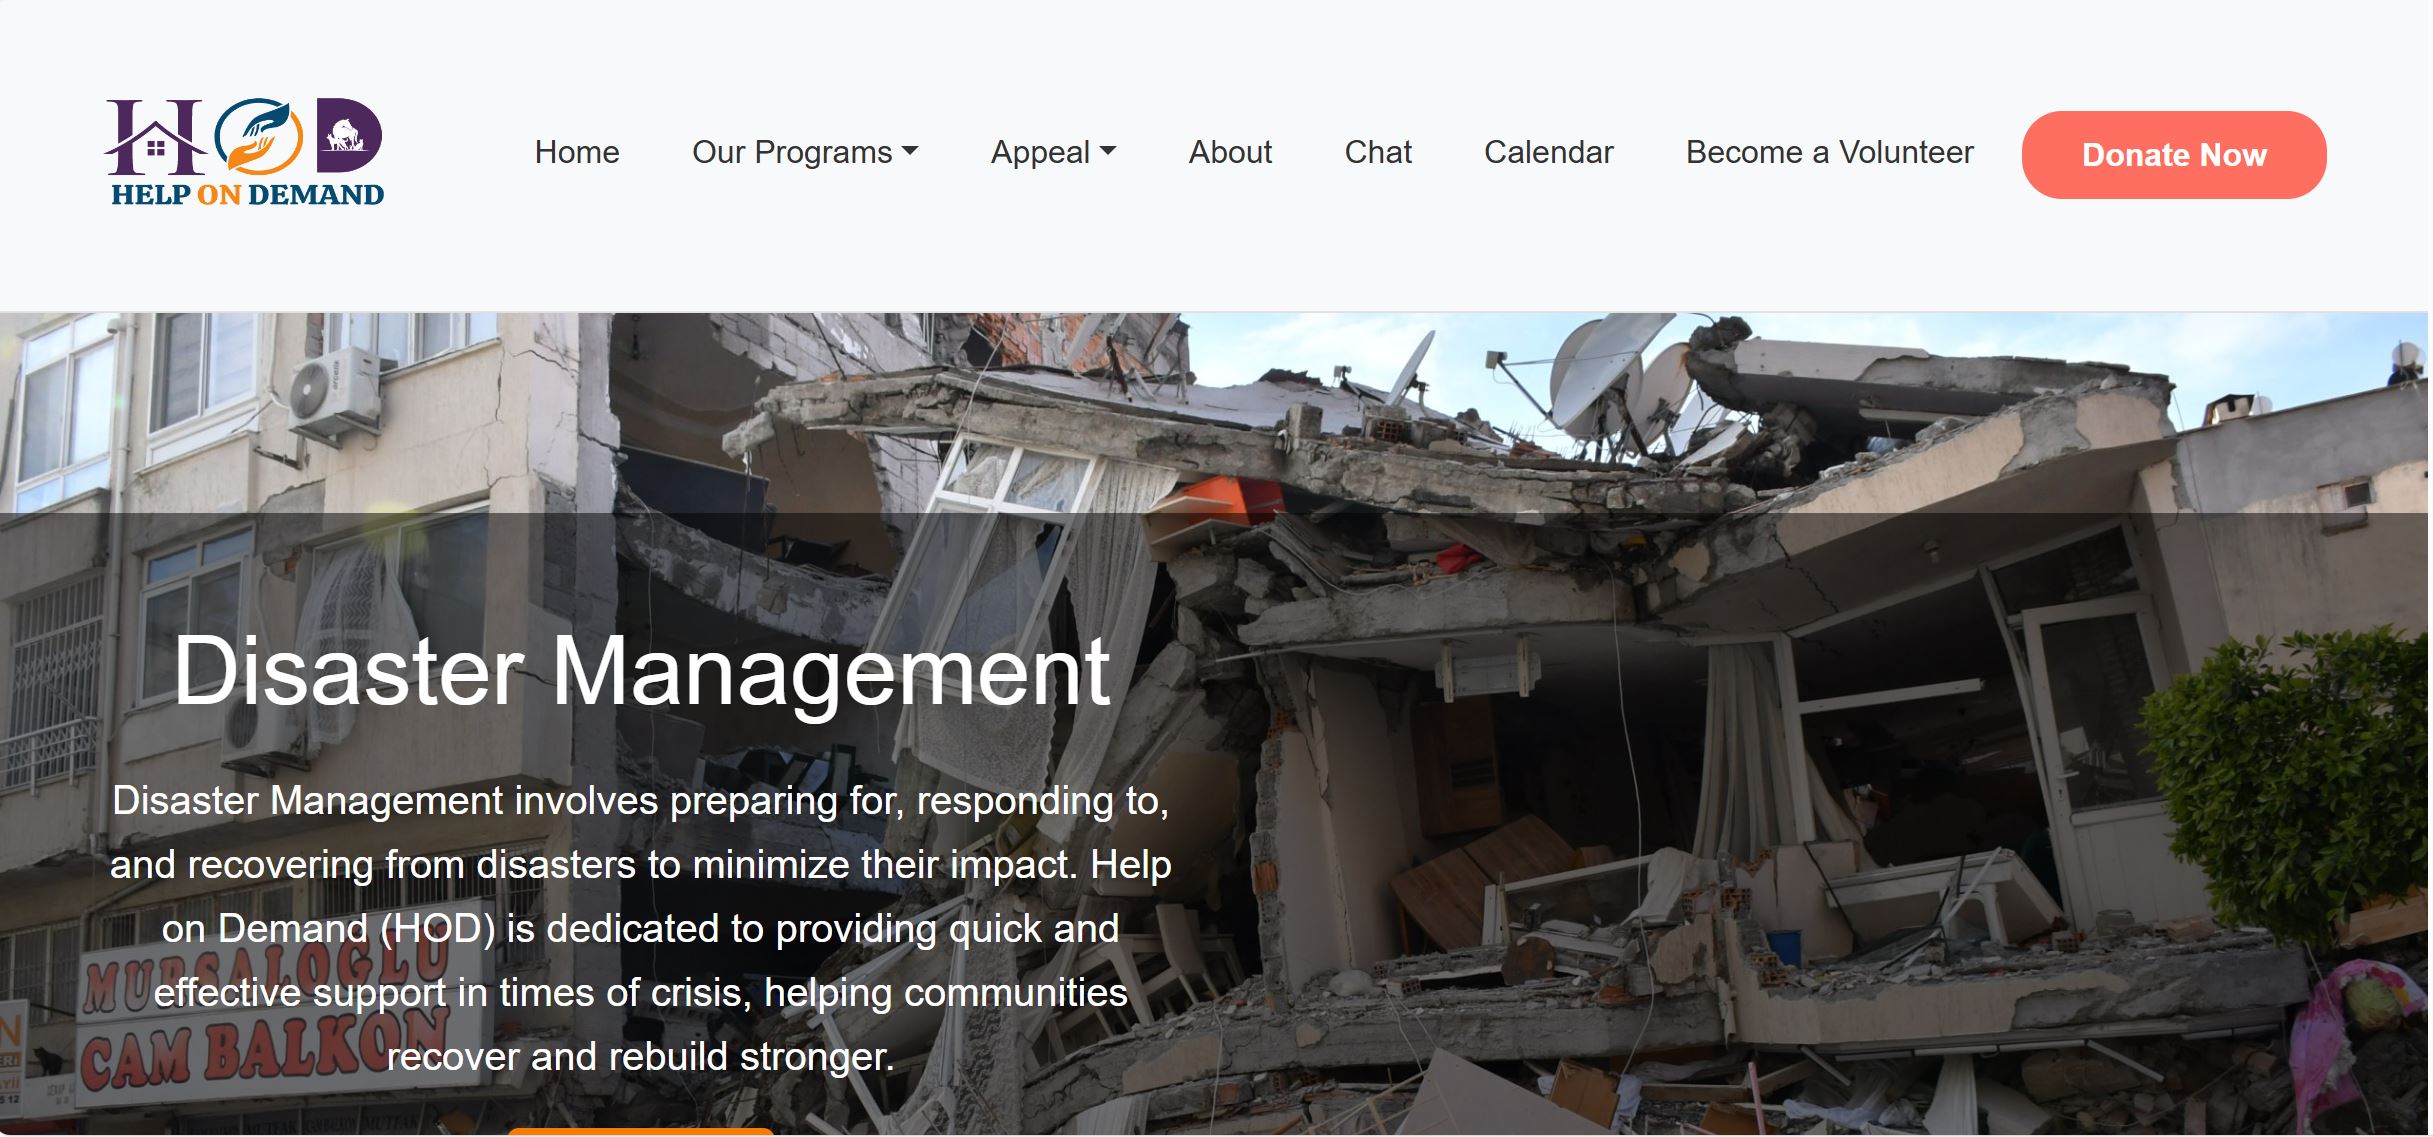 HOD
HELP ON DEMAND
Home
Our Programs
Appeal
About
Chat
Calendar
Become a Volunteer
Donate Now
Disaster Management
Disaster Management involves preparing for, responding to,
and recovering from disasters to minimize their impact. Help
on Demand (HOD) is dedicated to providing quick and
effective support in times of crisis, helping communities
recover and rebuild stronger.
MURSALOĞLU
CAM BALKON